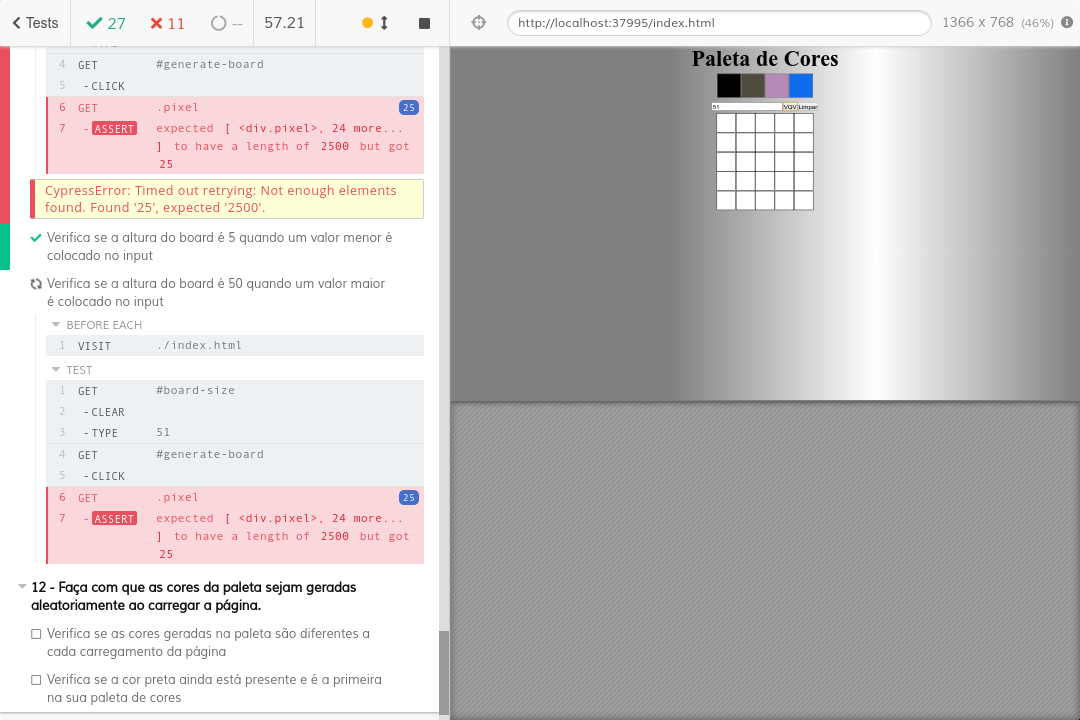 Tests
27
11
--
57.21
http://localhost:37995/index.html
1366 x 768 (46%)
4 GET #generate-board
5 -CLICK
6 GET .pixel 25
7 -ASSERT expected [ <div.pixel>, 24 more...
] to have a length of 2500 but got
25
CypressError: Timed out retrying: Not enough elements
found. Found '25', expected '2500'.
Verifica se a altura do board é 5 quando um valor menor é
colocado no input
Verifica se a altura do board é 50 quando um valor maior
é colocado no input
BEFORE EACH
1 VISIT ./index.html
TEST
1 GET #board-size
2 -CLEAR
3 -TYPE 51
4 GET #generate-board
5 -CLICK
6 GET .pixel 25
7 -ASSERT expected [ <div.pixel>, 24 more...
] to have a length of 2500 but got
25
12 - Faça com que as cores da paleta sejam geradas
aleatoriamente ao carregar a página.
Verifica se as cores geradas na paleta são diferentes a
cada carregamento da página
Verifica se a cor preta ainda está presente e é a primeira
na sua paleta de cores
Paleta de Cores
51
VQV
Limpar